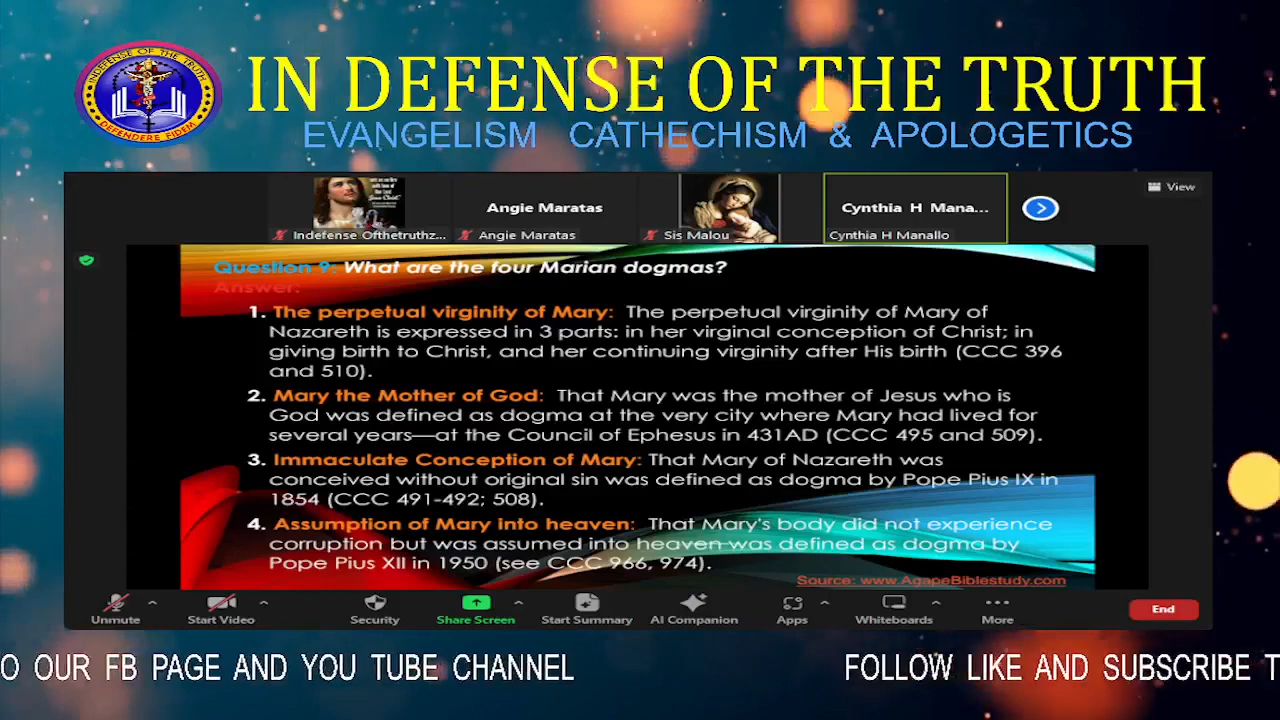 INDEFENSE OF THE TRUTH
DEFENDERE FIDEM
IN DEFENSE OF THE TRUTH
EVANGELISM CATHECHISM & APOLOGETICS
View
Angie Maratas
Cynthia H Mana...
Indefense Ofthetruthz...
Angie Maratas
Sis Malou
Cynthia H Manallo
Question 9: What are the four Marian dogmas?
Answer:
1. The perpetual virginity of Mary: The perpetual virginity of Mary of
Nazareth is expressed in 3 parts: in her virginal conception of Christ; in
giving birth to Christ, and her continuing virginity after His birth (CCC 396
and 510).
2. Mary the Mother of God: That Mary was the mother of Jesus who is
God was defined as dogma at the very city where Mary had lived for
several years—at the Council of Ephesus in 431AD (CCC 495 and 509).
3. Immaculate Conception of Mary: That Mary of Nazareth was
conceived without original sin was defined as dogma by Pope Pius IX in
1854 (CCC 491-492; 508).
4. Assumption of Mary into heaven: That Mary's body did not experience
corruption but was assumed into heaven was defined as dogma by
Pope Pius XII in 1950 (see CCC 966, 974).
Source: www.AgapeBiblestudy.com
Unmute
Start Video
Security
Share Screen
Start Summary
AI Companion
Apps
Whiteboards
More
End
O OUR FB PAGE AND YOU TUBE CHANNEL
FOLLOW LIKE AND SUBSCRIBE T